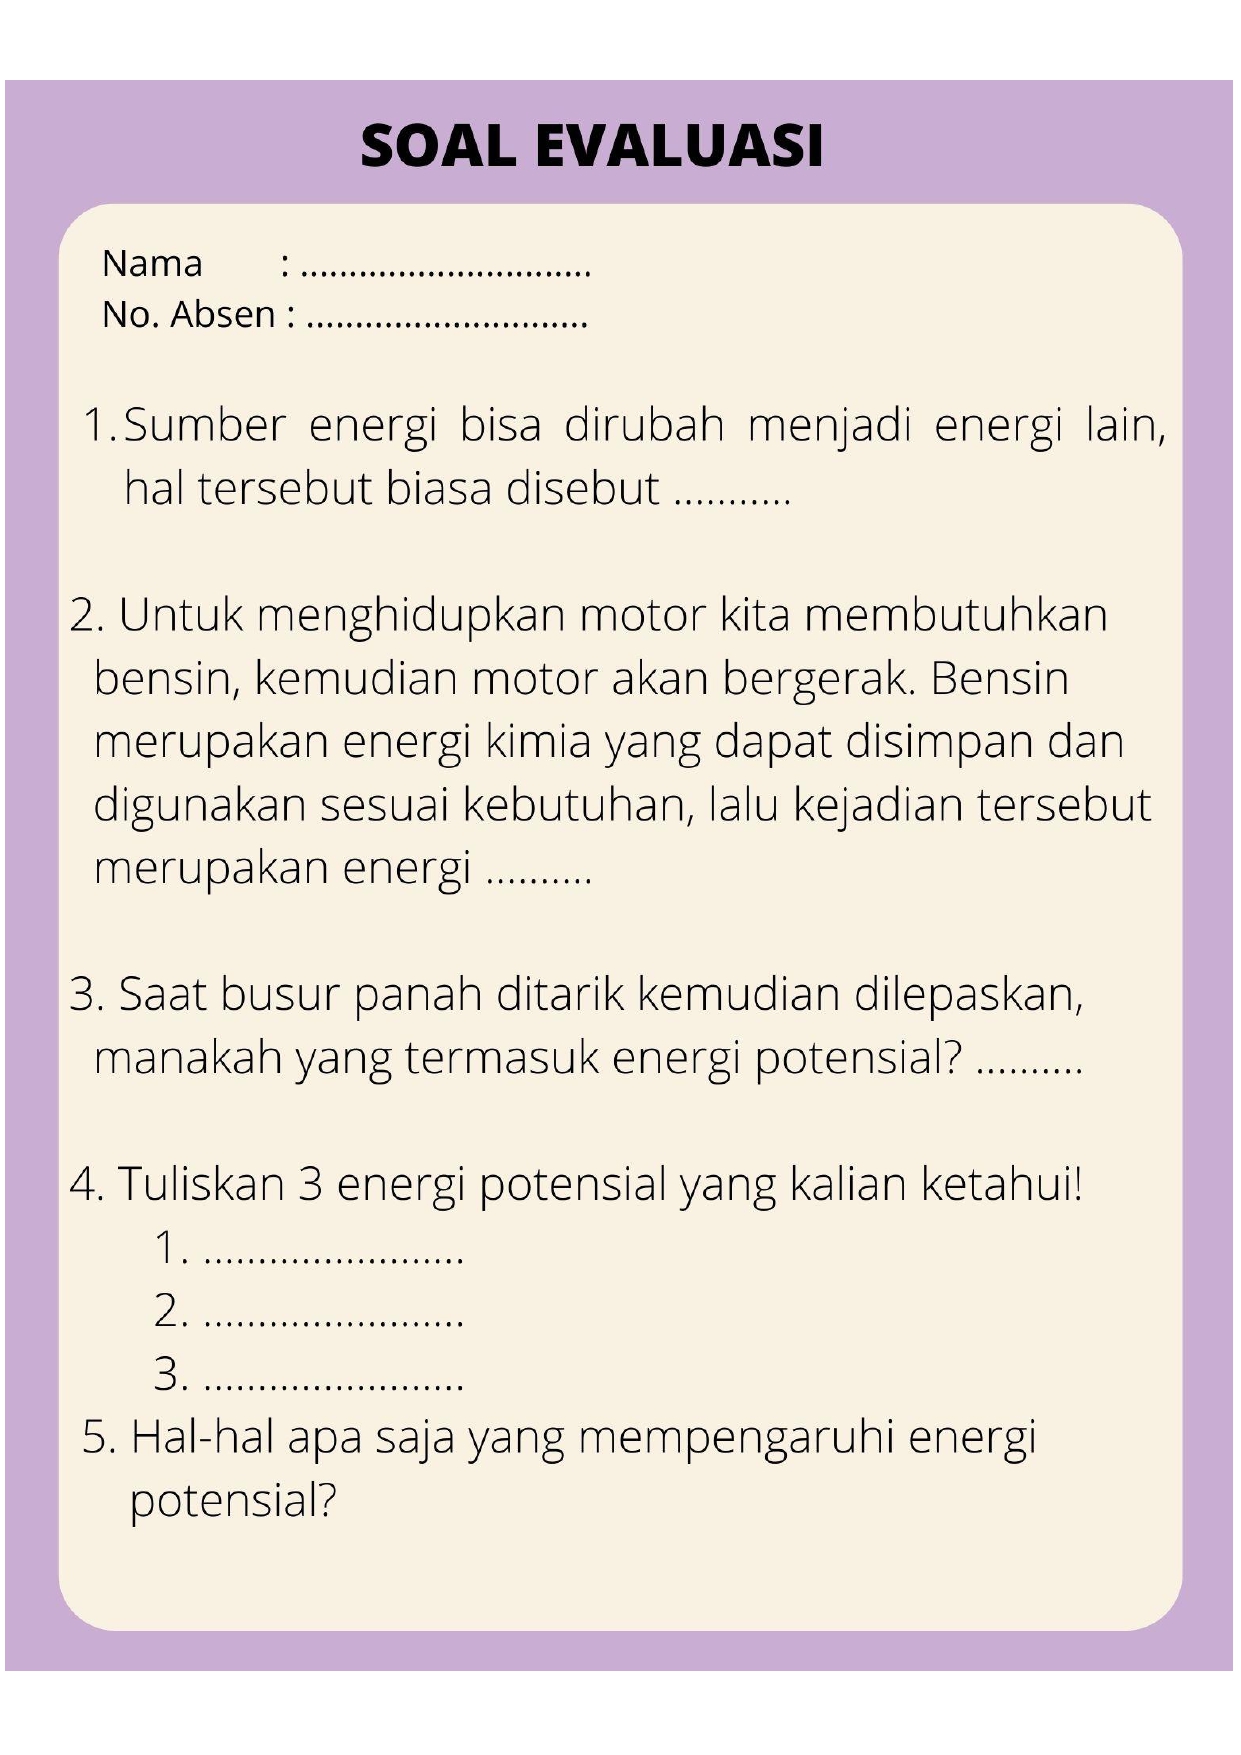 SOAL EVALUASI
Nama : ..............................
No. Absen : .............................
1. Sumber energi bisa dirubah menjadi energi lain,
hal tersebut biasa disebut ...........
2. Untuk menghidupkan motor kita membutuhkan
bensin, kemudian motor akan bergerak. Bensin
merupakan energi kimia yang dapat disimpan dan
digunakan sesuai kebutuhan, lalu kejadian tersebut
merupakan energi ..........
3. Saat busur panah ditarik kemudian dilepaskan,
manakah yang termasuk energi potensial? ..........
4. Tuliskan 3 energi potensial yang kalian ketahui!
1. ........................
2. ........................
3. ........................
5. Hal-hal apa saja yang mempengaruhi energi
potensial?